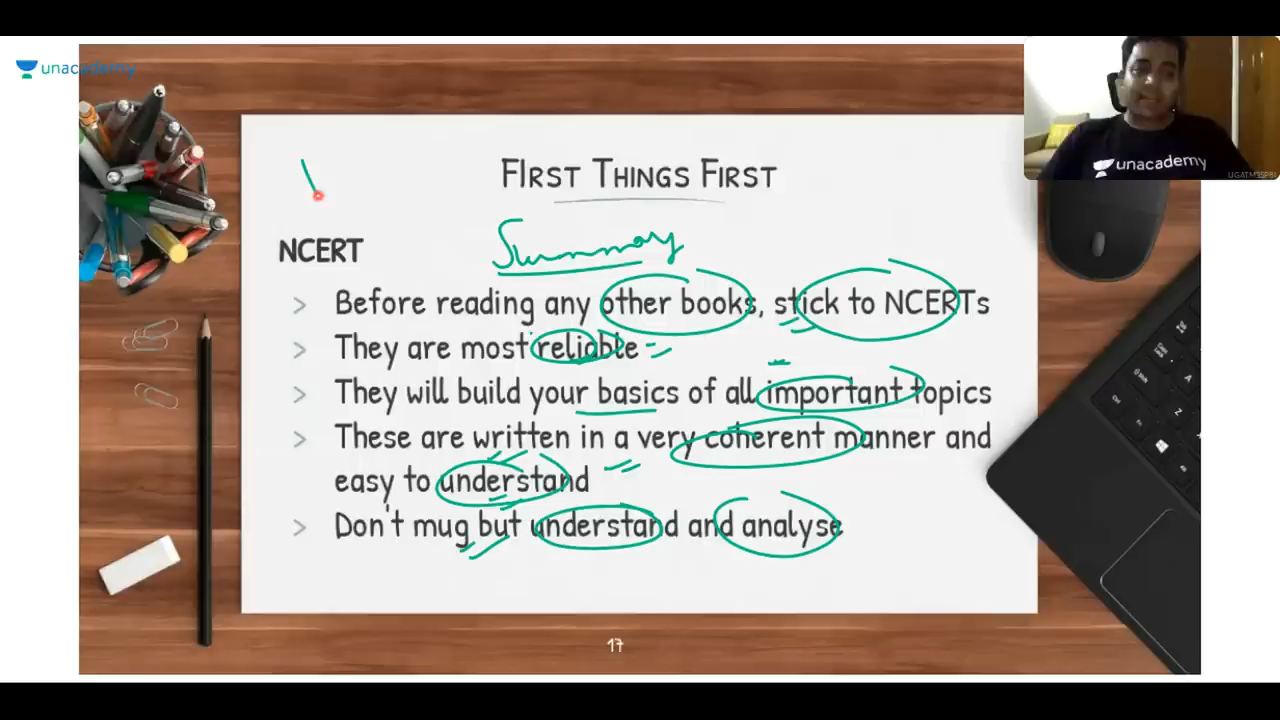 unacademy
unacademy
UGATM3SP8I
FIrst Things First
Summary
NCERT
> Before reading any other books, stick to NCERTs
> They are most reliable
> They will build your basics of all important topics
> These are written in a very coherent manner and
easy to understand
> Don't mug but understand and analyse
17